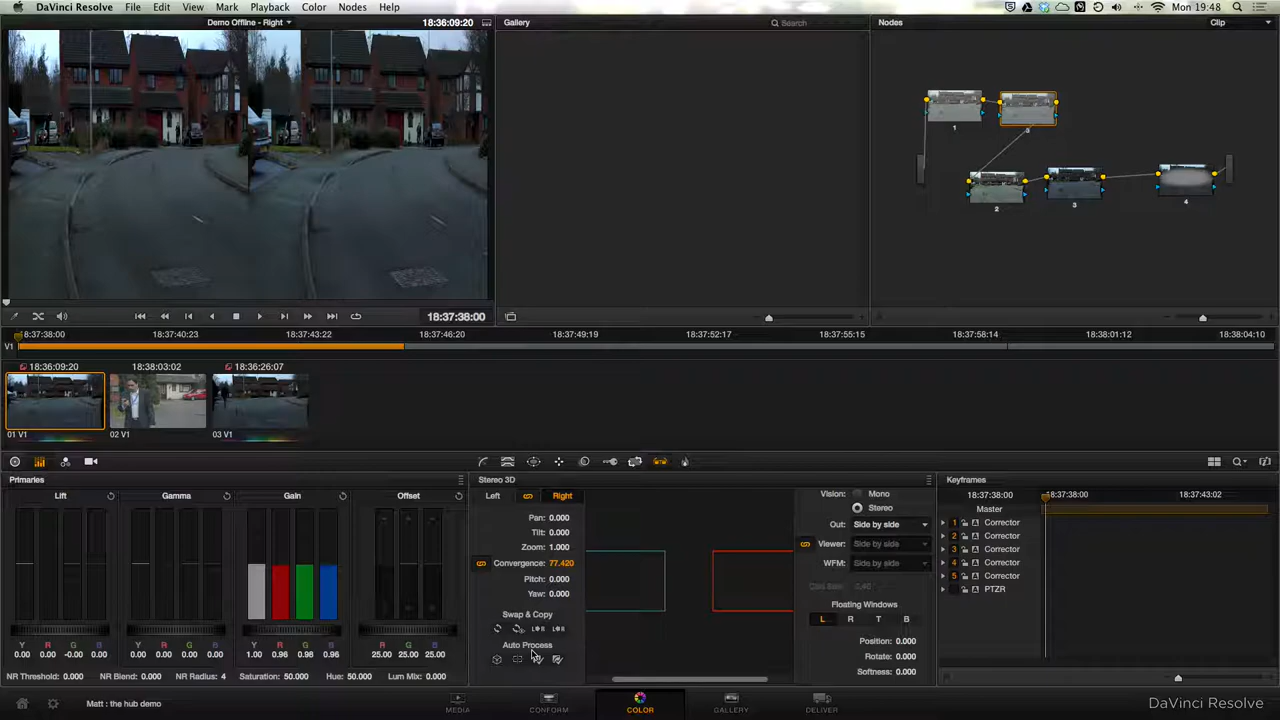 DaVinci Resolve File Edit View Mark Playback Color Nodes Help Mon 19:48
Demo Offline - Right 18:36:09:20 Gallery Search Nodes Clip
1 3
2 3 4
18:37:38:00
18:37:38:00 18:37:40:23 18:37:43:22 18:37:46:20 18:37:49:19 18:37:52:17 18:37:55:15 18:37:58:14 18:38:01:12 18:38:04:10
V1
18:36:09:20 18:38:03:02 18:36:26:07
01 V1 02 V1 03 V1
Primaries Stereo 3D Keyframes
Lift Gamma Gain Offset
Left Right
Pan: 0.000
Tilt: 0.000
Zoom: 1.000
Convergence: 77.420
Pitch: 0.000
Yaw: 0.000
Swap & Copy
Auto Process
Vision: Mono
Stereo
Out: Side by side
Viewer: Side by side
WFM: Side by side
Floating Windows
L R T B
Position: 0.000
Rotate: 0.000
Softness: 0.000
18:37:38:00 18:37:38:00 18:37:43:02
Master
1 Corrector
2 Corrector
3 Corrector
4 Corrector
5 Corrector
PTZR
Y R G B Y R G B Y R G B R G B
0.00 0.00 -0.00 0.00 0.00 0.00 0.00 0.00 1.00 0.96 0.98 0.96 25.00 25.00 25.00
NR Threshold: 0.000 NR Blend: 0.000 NR Radius: 4 Saturation: 50.000 Hue: 50.000 Lum Mix: 0.000
Matt : the hub demo MEDIA CONFORM COLOR GALLERY DELIVER DaVinci Resolve